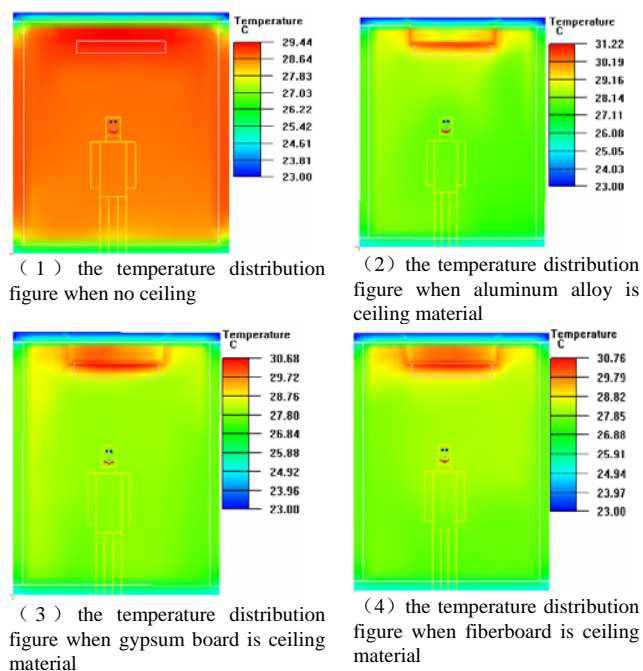 Temperature
C
29.44
28.64
27.83
27.03
26.22
25.42
24.61
23.81
23.00
（1） the temperature distribution
figure when no ceiling
Temperature
C
31.22
30.19
29.16
28.14
27.11
26.08
25.05
24.03
23.00
（2）the temperature distribution
figure when aluminum alloy is
ceiling material
Temperature
C
30.68
29.72
28.76
27.80
26.84
25.88
24.92
23.96
23.00
（3） the temperature distribution
figure when gypsum board is ceiling
material
Temperature
C
30.76
29.79
28.82
27.85
26.88
25.91
24.94
23.97
23.00
（4）the temperature distribution
figure when fiberboard is ceiling
material